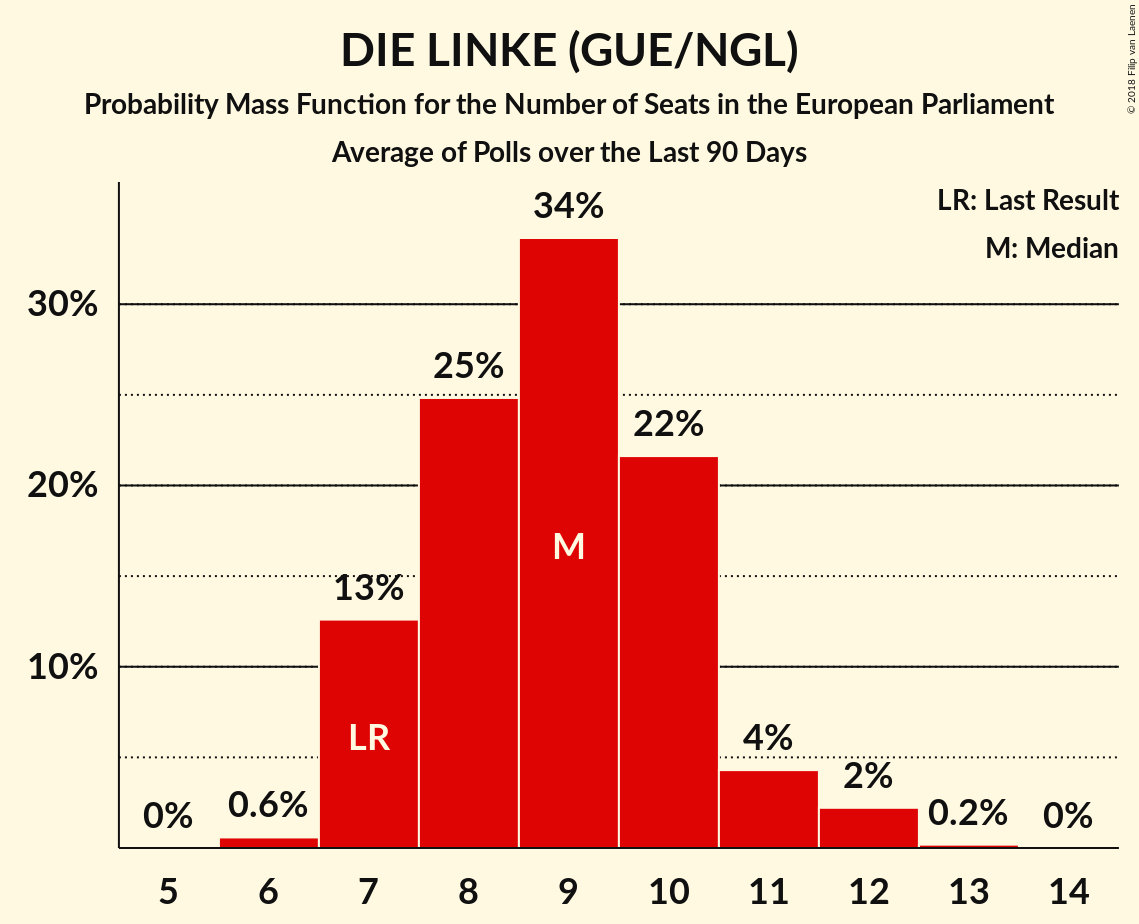 DIE LINKE (GUE/NGL)
Probability Mass Function for the Number of Seats in the European Parliament
Average of Polls over the Last 90 Days
© 2018 Filip van Laenen
LR: Last Result
M: Median
34%
30%
25%
22%
20%
M
13%
10%
LR
4%
2%
0%
0.6%
0.2%
0%
5 6 7 8 9 10 11 12 13 14